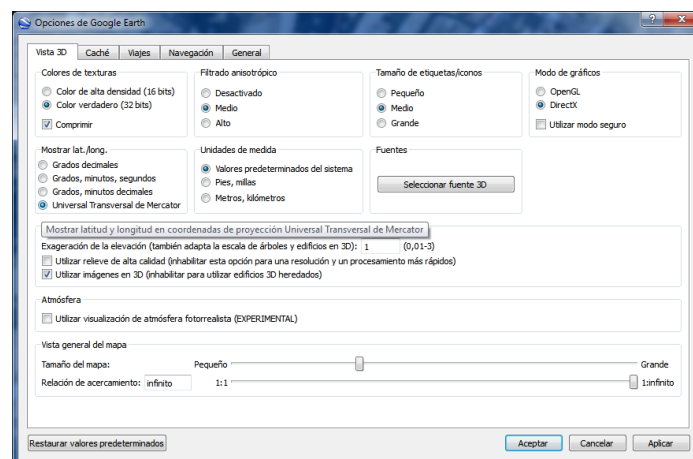 Opciones de Google Earth
Vista 3D Caché Viajes Navegación General
Colores de texturas Filtrado anisotrópico Tamaño de etiquetas/iconos Modo de gráficos
Color de alta densidad (16 bits) Desactivado Pequeño OpenGL
Color verdadero (32 bits) Medio Medio DirectX
Comprimir Alto Grande Utilizar modo seguro
Mostrar lat./long. Unidades de medida Fuentes
Grados decimales Valores predeterminados del sistema
Grados, minutos, segundos Pies, millas Seleccionar fuente 3D
Grados, minutos decimales Metros, kilómetros
Universal Transversal de Mercator
Mostrar latitud y longitud en coordenadas de proyección Universal Transversal de Mercator
Exageración de la elevación (también adapta la escala de árboles y edificios en 3D): 1 (0,01-3)
Utilizar relieve de alta calidad (inhabilitar esta opción para una resolución y un procesamiento más rápidos)
Utilizar imágenes en 3D (inhabilitar para utilizar edificios 3D heredados)
Atmósfera
Utilizar visualización de atmósfera fotorrealista (EXPERIMENTAL)
Vista general del mapa
Tamaño del mapa: Pequeño Grande
Relación de acercamiento: infinito 1:1 1:infinito
Restaurar valores predeterminados Aceptar Cancelar Aplicar